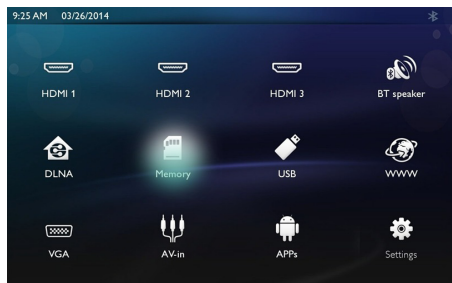 9:25 AM 03/26/2014
HDMI 1 HDMI 2 HDMI 3 BT speaker
DLNA Memory USB WWW
VGA AV-in APPs Settings